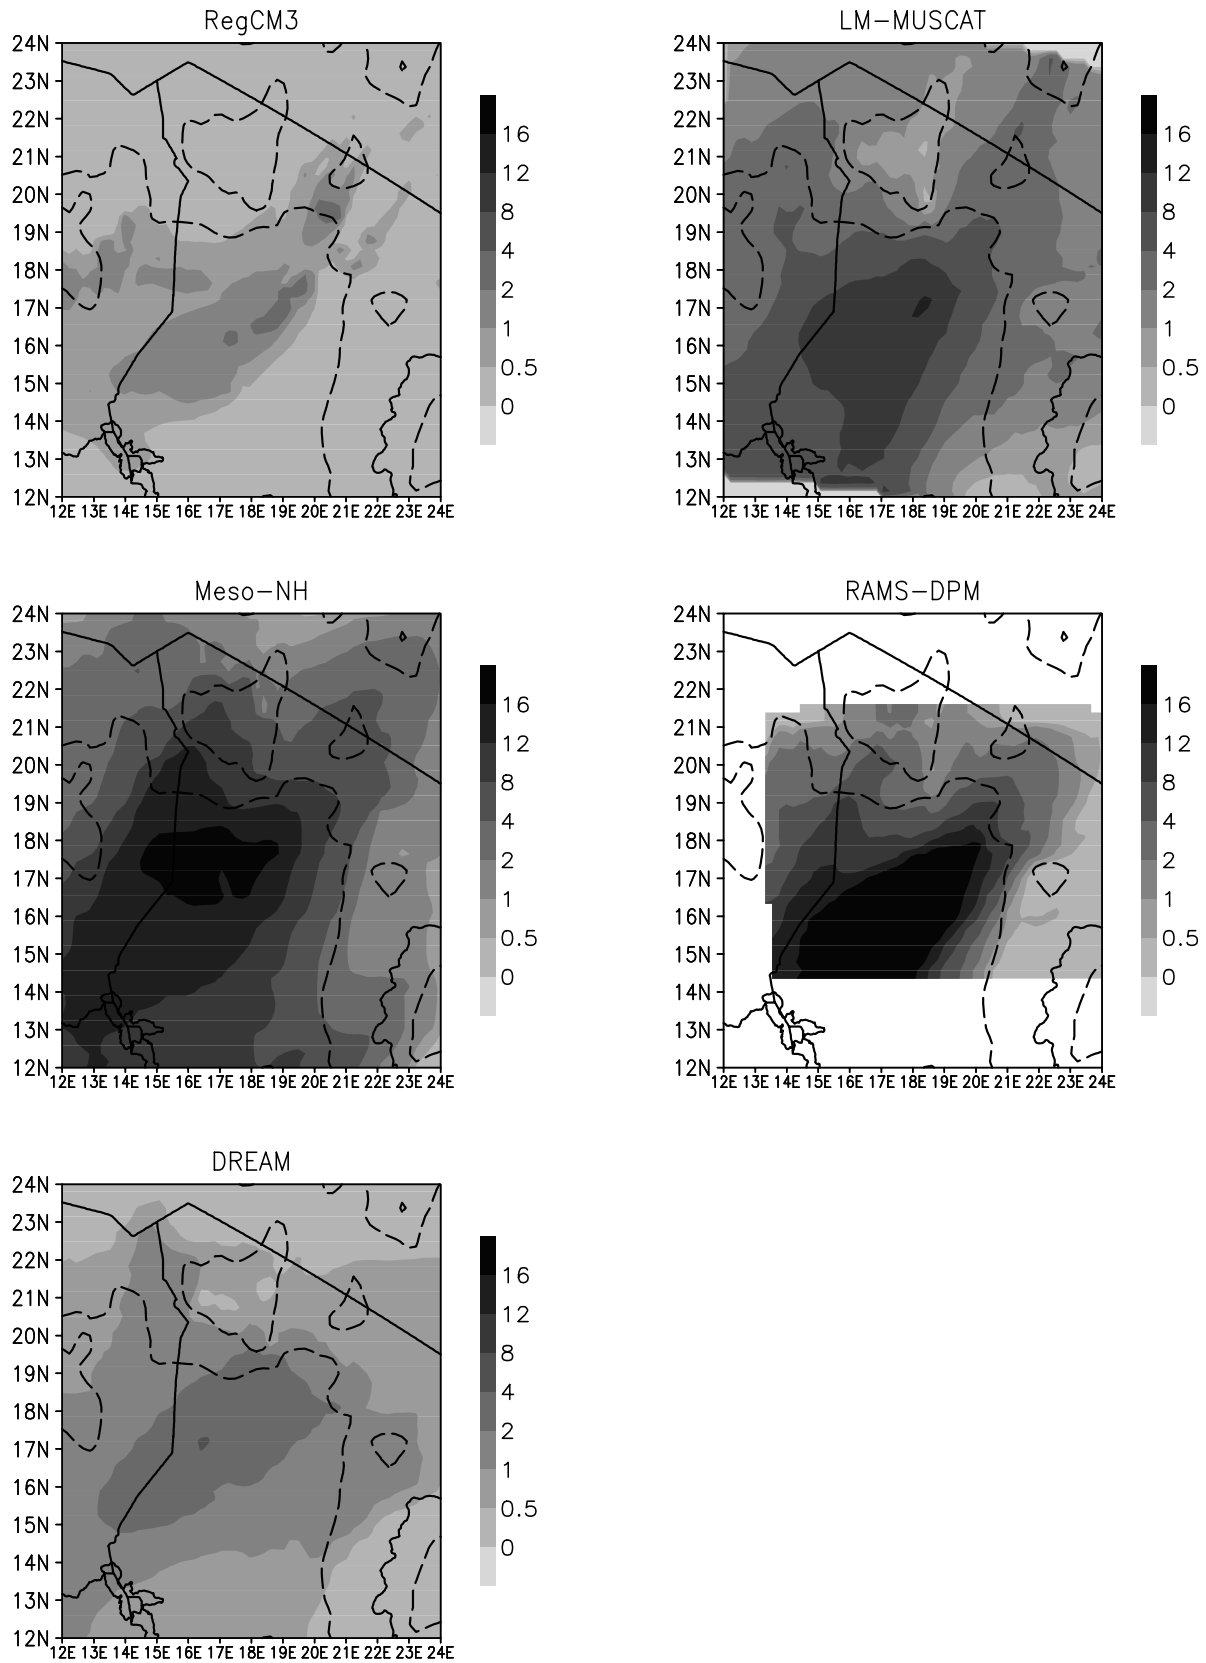 RegCM3
24N
23N
22N
21N
20N
19N
18N
17N
16N
15N
14N
13N
12N
12E 13E 14E 15E 16E 17E 18E 19E 20E 21E 22E 23E 24E
16
12
8
4
2
1
0.5
0
LM-MUSCAT
24N
23N
22N
21N
20N
19N
18N
17N
16N
15N
14N
13N
12N
12E 13E 14E 15E 16E 17E 18E 19E 20E 21E 22E 23E 24E
16
12
8
4
2
1
0.5
0
Meso-NH
24N
23N
22N
21N
20N
19N
18N
17N
16N
15N
14N
13N
12N
12E 13E 14E 15E 16E 17E 18E 19E 20E 21E 22E 23E 24E
16
12
8
4
2
1
0.5
0
RAMS-DPM
24N
23N
22N
21N
20N
19N
18N
17N
16N
15N
14N
13N
12N
12E 13E 14E 15E 16E 17E 18E 19E 20E 21E 22E 23E 24E
16
12
8
4
2
1
0.5
0
DREAM
24N
23N
22N
21N
20N
19N
18N
17N
16N
15N
14N
13N
12N
12E 13E 14E 15E 16E 17E 18E 19E 20E 21E 22E 23E 24E
16
12
8
4
2
1
0.5
0